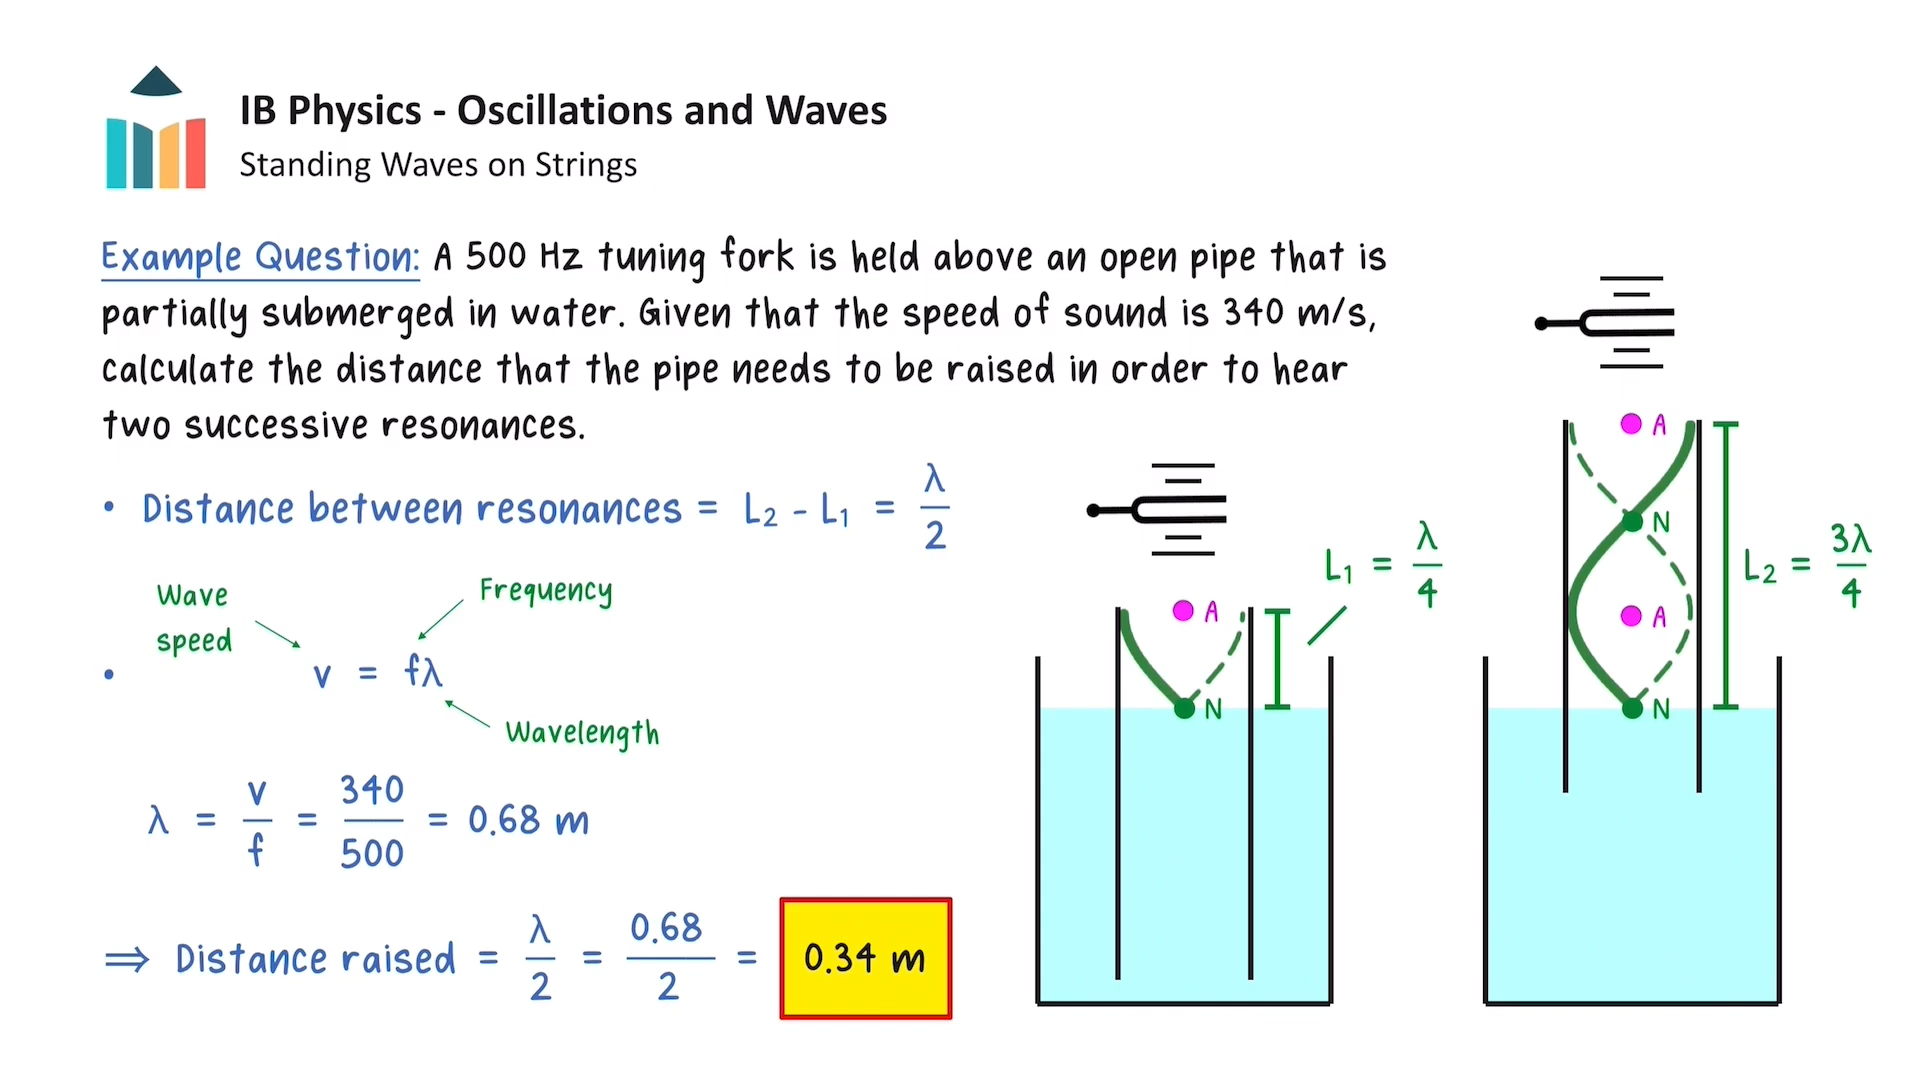 IB Physics - Oscillations and Waves
Standing Waves on Strings
Example Question: A 500 Hz tuning fork is held above an open pipe that is
partially submerged in water. Given that the speed of sound is 340 m/s,
calculate the distance that the pipe needs to be raised in order to hear
two successive resonances.
• Distance between resonances = L₂ - L₁ = λ/2
Wave speed
Frequency
• v = fλ
Wavelength
λ = v/f = 340/500 = 0.68 m
⇒ Distance raised = λ/2 = 0.68/2 = 0.34 m
A
N
L₁ = λ/4
A
N
A
N
L₂ = 3λ/4